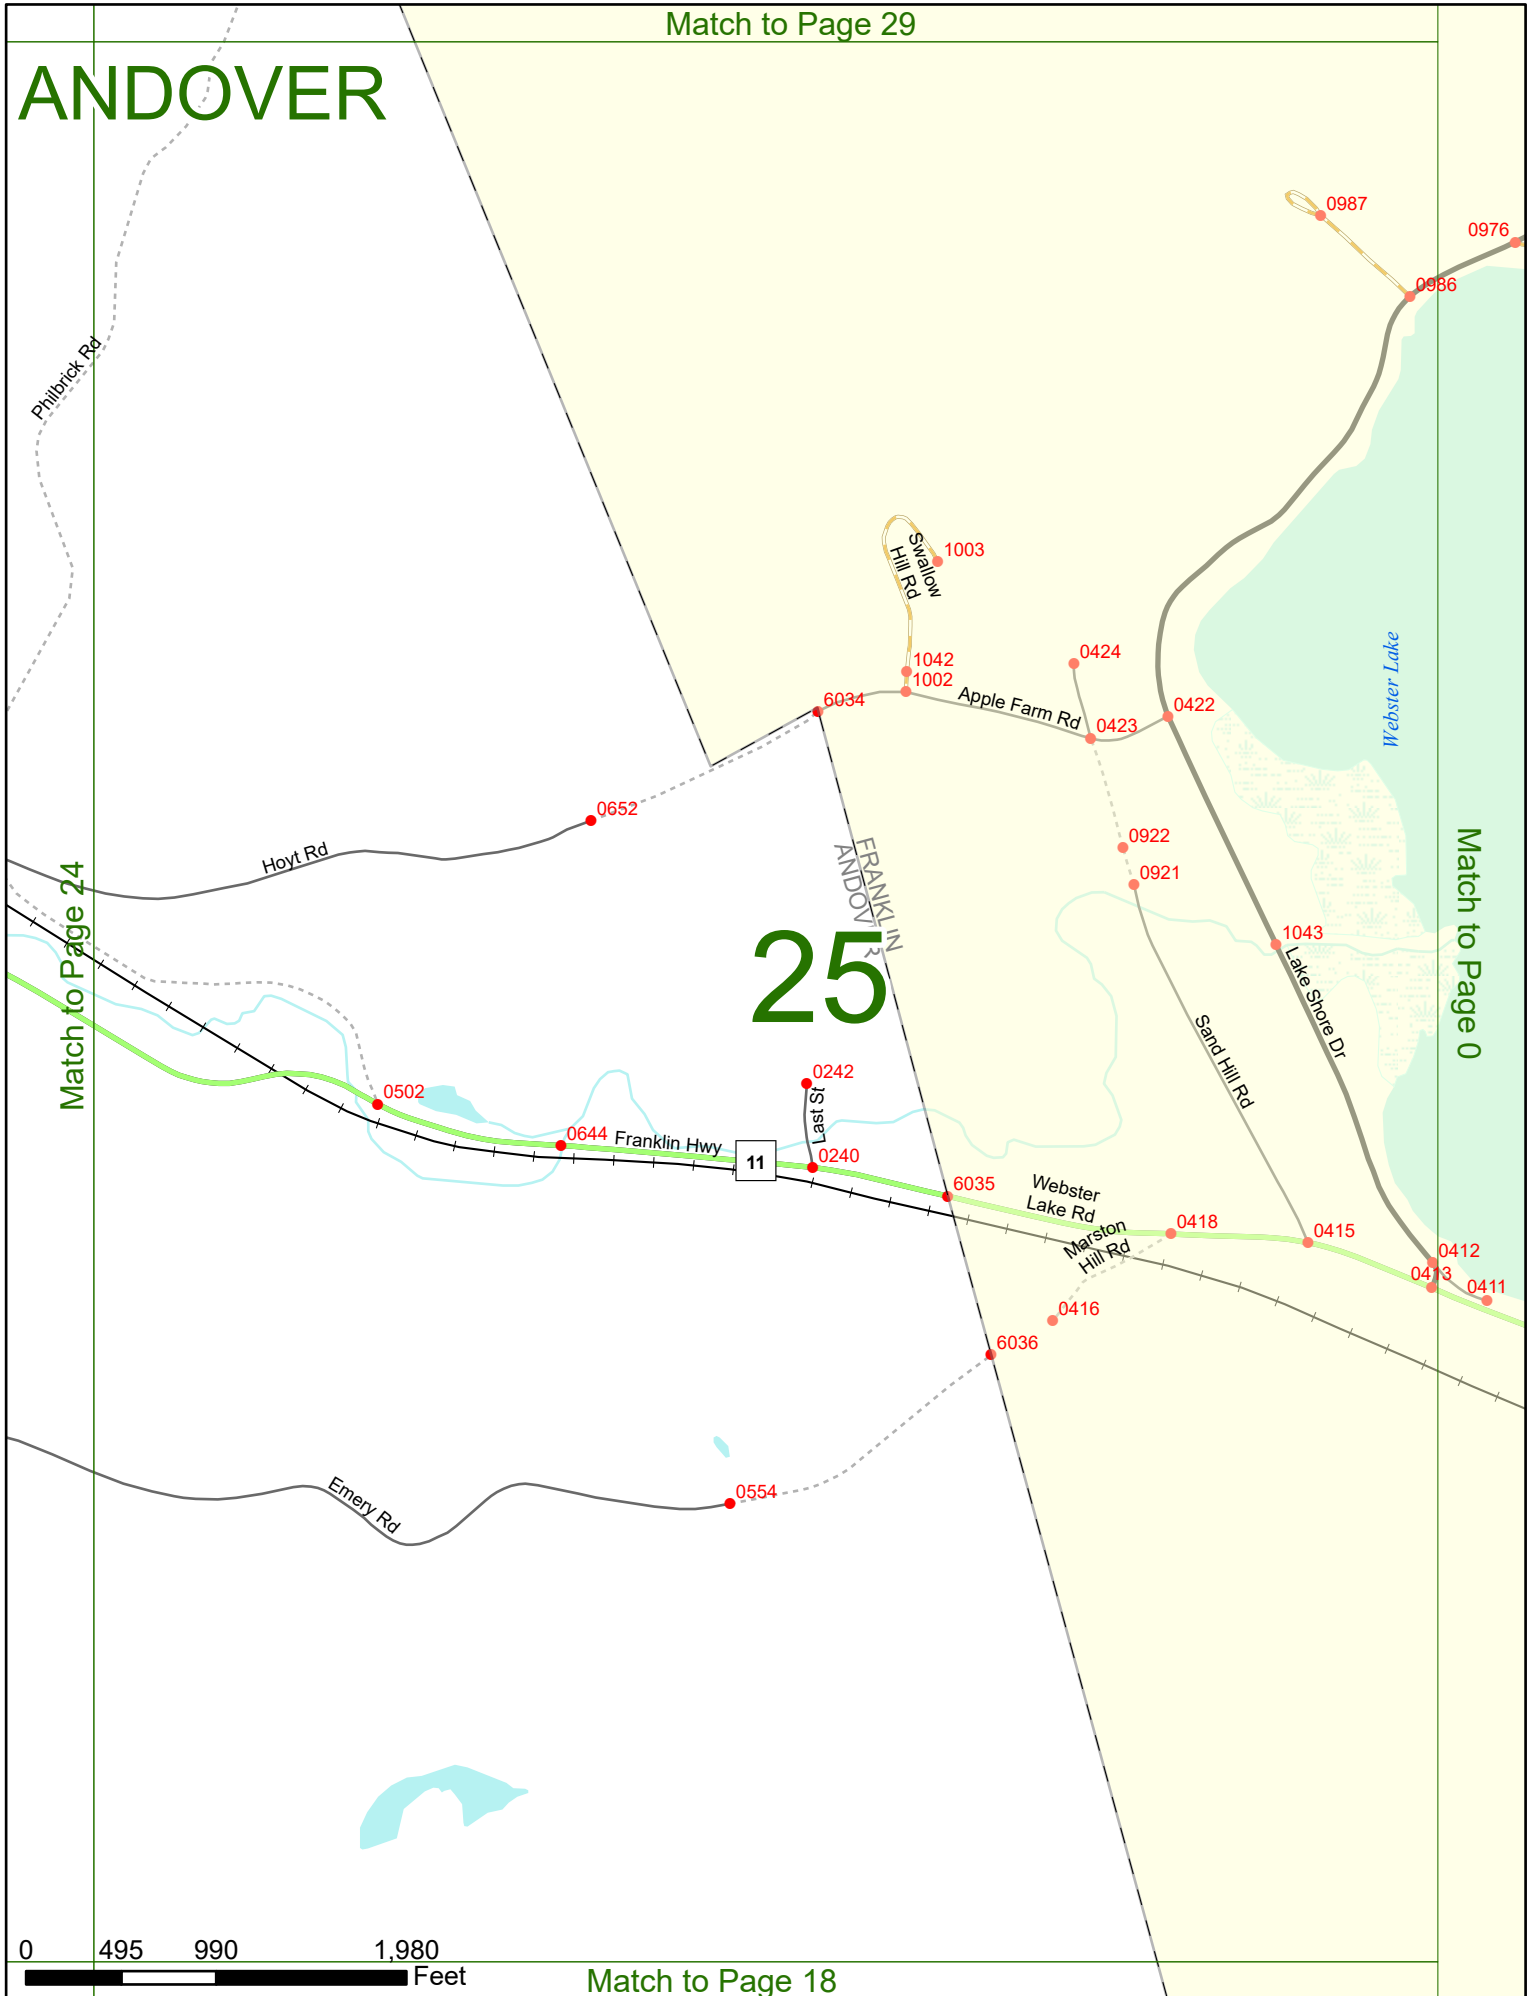 Match to Page 29
ANDOVER
0987
0976
0986
Philbrick Rd
Swallow
Hill Rd
1003
Webster Lake
1042
0424
1002
Apple Farm Rd
6034
0422
0423
0652
Hoyt Rd
0922
0921
FRANKLIN
ANDOVER
Match to Page 24
Match to Page 0
25
1043
Lake Shore Dr
Sand Hill Rd
0242
Last St
0502
0644
Franklin Hwy
11
0240
6035
Webster
Lake Rd
Marston
Hill Rd
0418
0415
0412
0413
0411
0416
6036
0554
Emery Rd
0 495 990 1,980
Feet
Match to Page 18